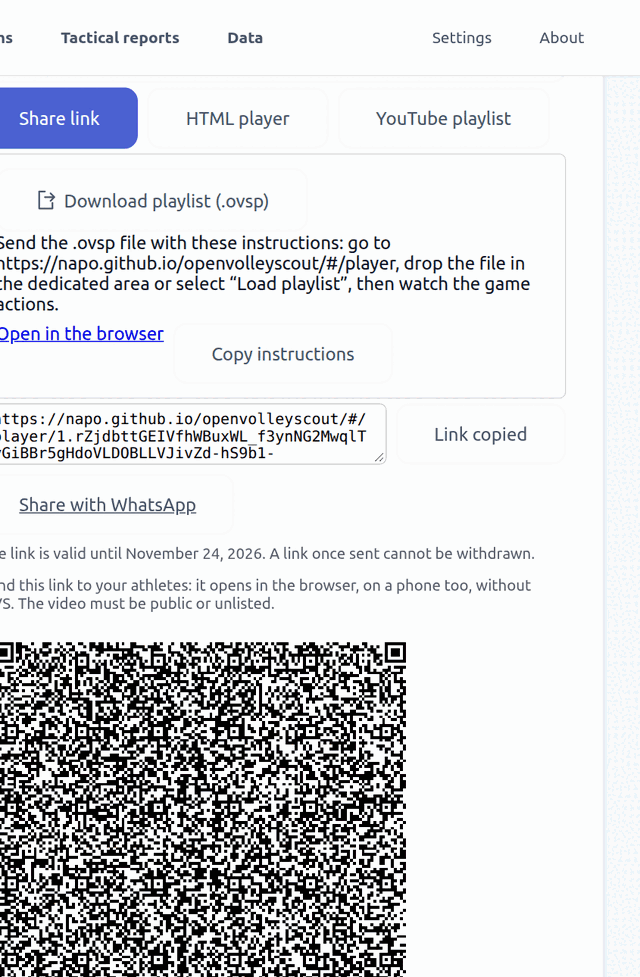 ns Tactical reports Data Settings About
Share link HTML player YouTube playlist
Download playlist (.ovsp)
Send the .ovsp file with these instructions: go to
https://napo.github.io/openvolleyscout/#/player, drop the file in
the dedicated area or select “Load playlist”, then watch the game
actions.
Open in the browser
Copy instructions
https://napo.github.io/openvolleyscout/#/
player/1.rZjdbttGEIVfhWBuxWL_f3ynNG2MwqlT
yGiBBr5gHdoVLDOBLLVJivZd-hS9b1-
Link copied
Share with WhatsApp
e link is valid until November 24, 2026. A link once sent cannot be withdrawn.
nd this link to your athletes: it opens in the browser, on a phone too, without
VS. The video must be public or unlisted.